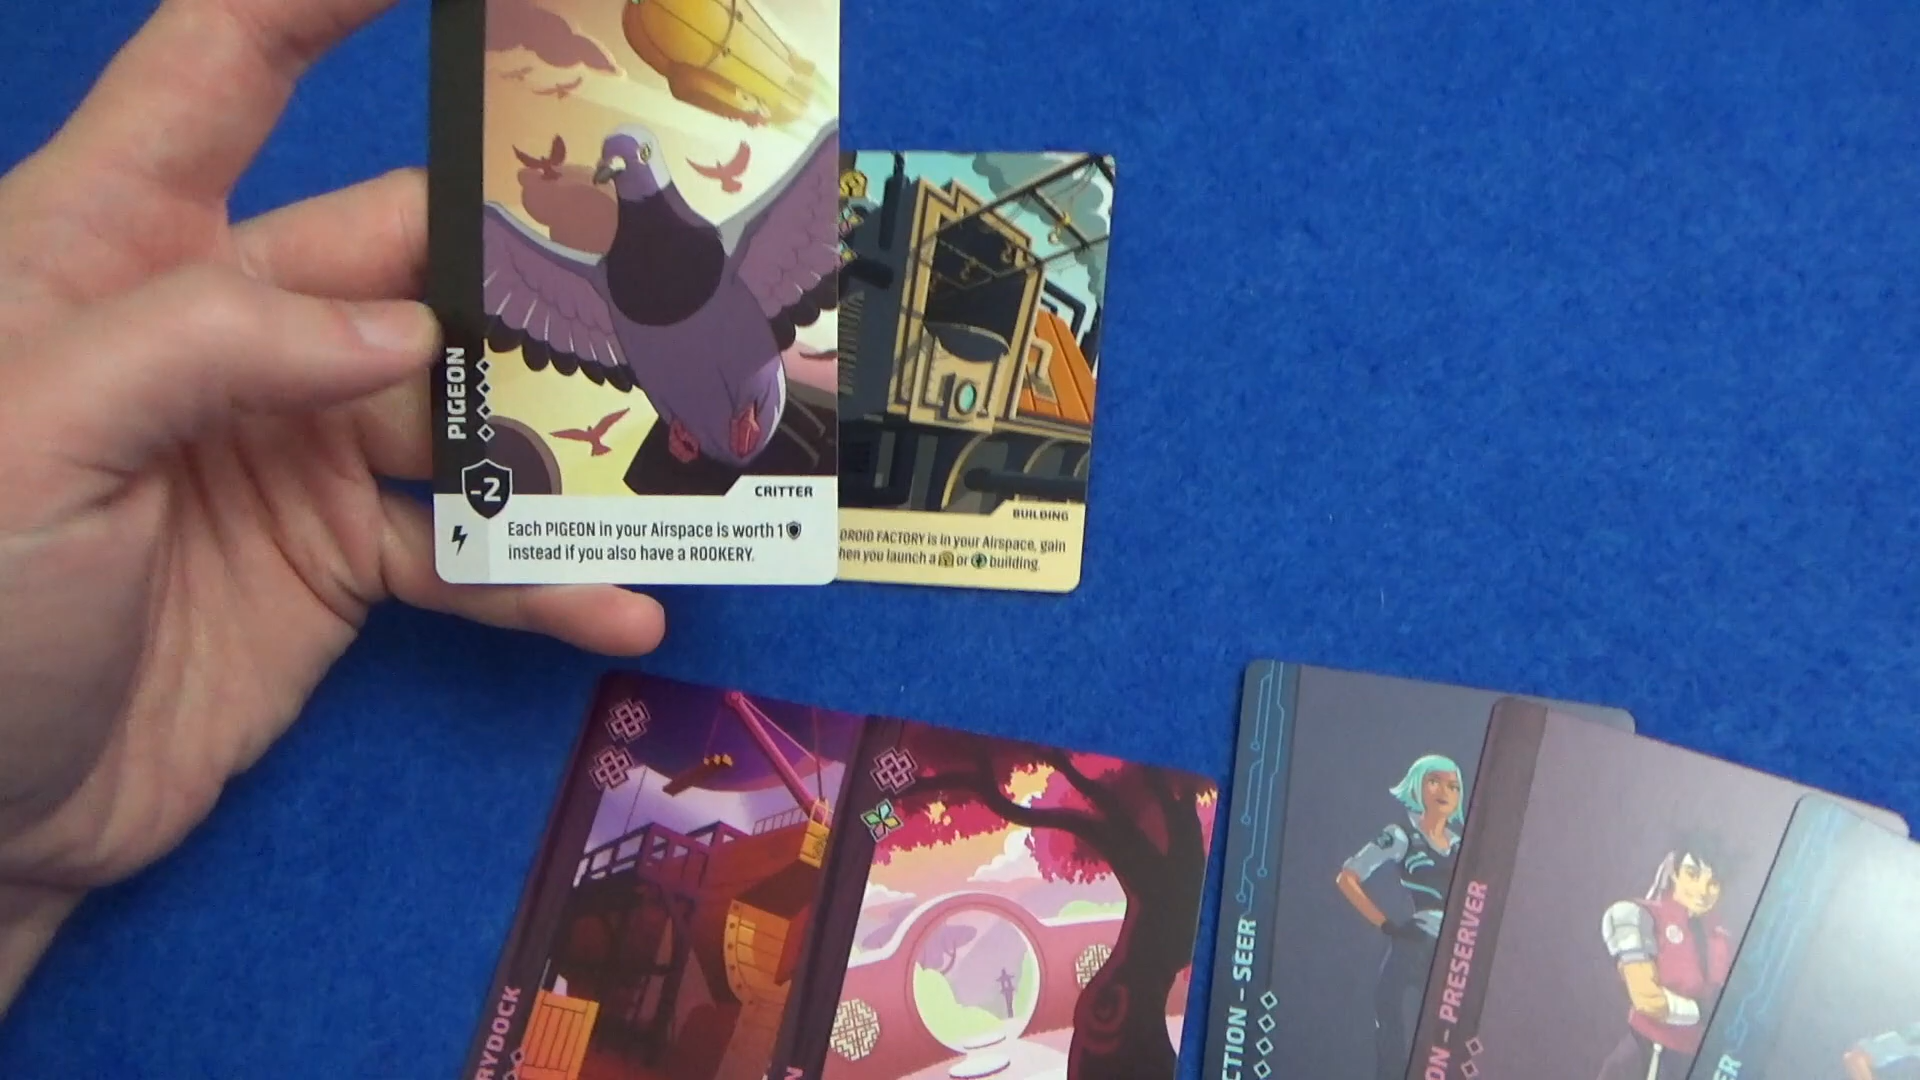 PIGEON
-2
CRITTER
Each PIGEON in your Airspace is worth 1
instead if you also have a ROOKERY.
BUILDING
DROID FACTORY is in your Airspace, gain
hen you launch a or building.
RYDOCK
N
CTION – SEER
ON – PRESERVER
ER